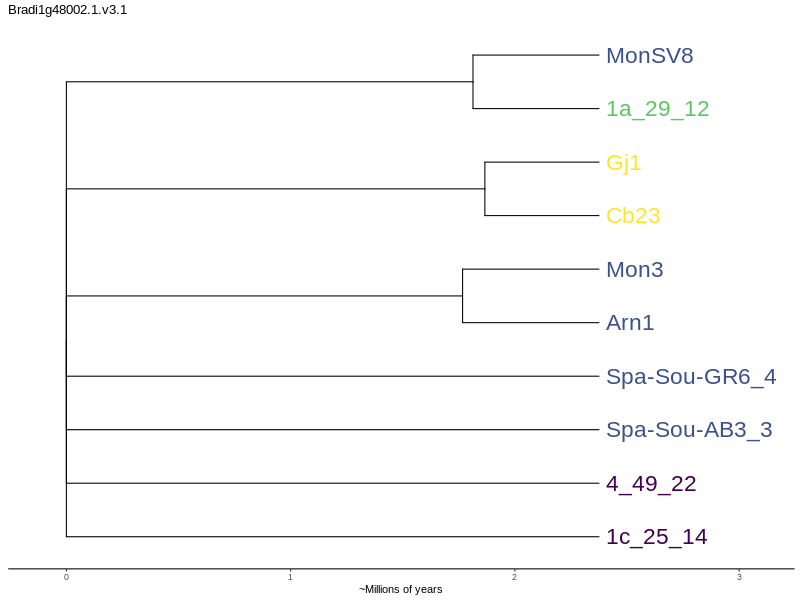 Bradi1g48002.1.v3.1
MonSV8
1a_29_12
Gj1
Cb23
Mon3
Arn1
Spa-Sou-GR6_4
Spa-Sou-AB3_3
4_49_22
1c_25_14
0 1 2 3
~Millions of years